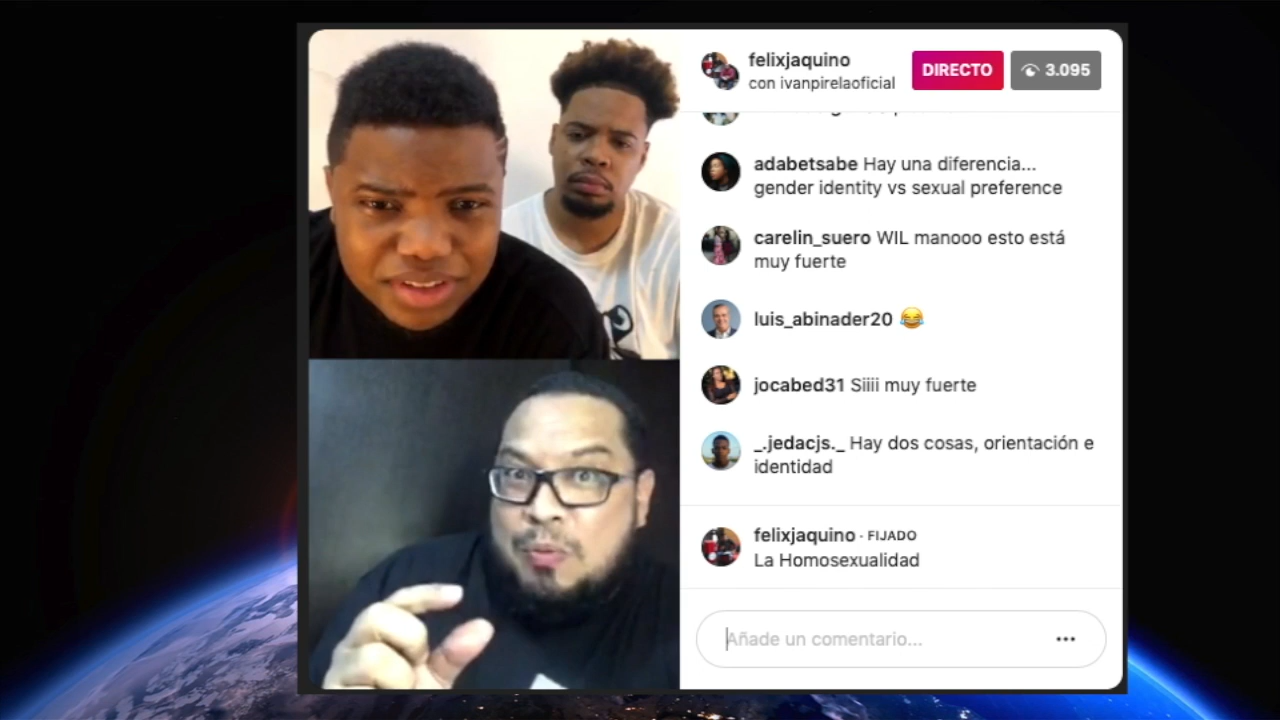 felixjaquino
con ivanpirelaoficial
DIRECTO
3.095
adabetsabe Hay una diferencia...
gender identity vs sexual preference
carelin_suero WIL manooo esto está
muy fuerte
luis_abinader20 😂
jocabed31 Siiii muy fuerte
_.jedacjs._ Hay dos cosas, orientación e
identidad
felixjaquino · FIJADO
La Homosexualidad
Añade un comentario...